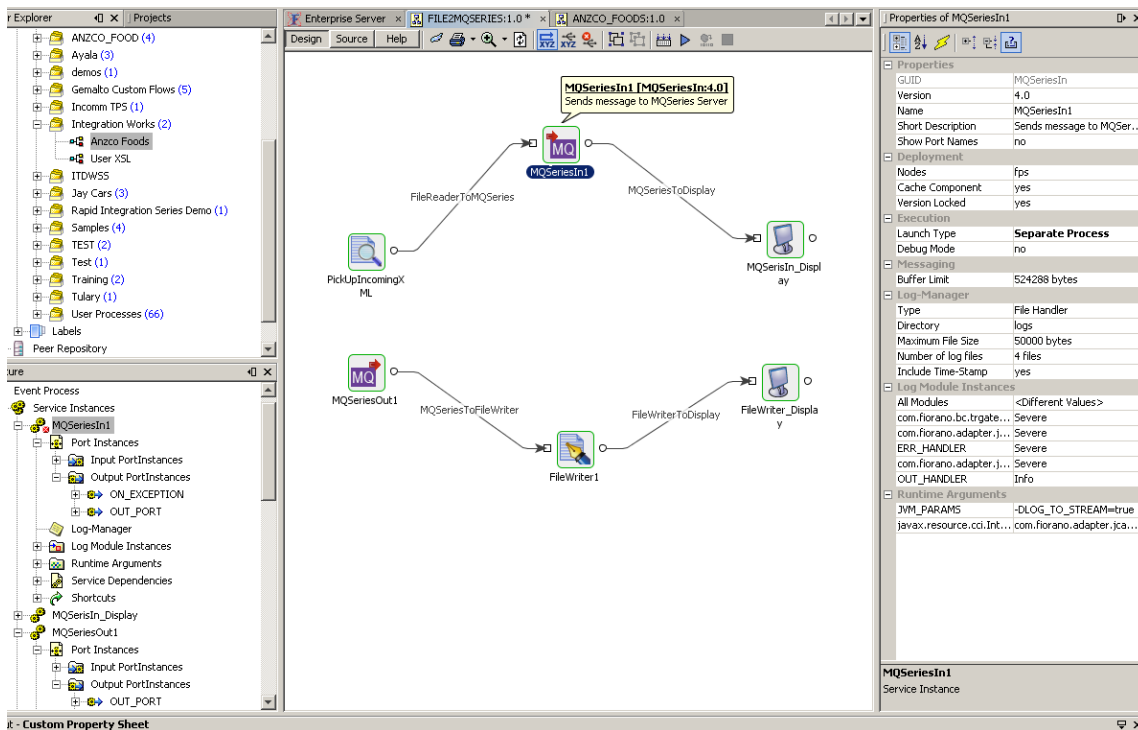 r Explorer
Projects
ANZCO_FOOD (4)
Ayala (3)
demos (1)
Gemalto Custom Flows (5)
Incomm TPS (1)
Integration Works (2)
Anzco Foods
User XSL
ITDWSS
Jay Cars (3)
Rapid Integration Series Demo (1)
Samples (4)
TEST (2)
Test (1)
Training (2)
Tulary (1)
User Processes (66)
Labels
Peer Repository
ture
Event Process
Service Instances
MQSeriesIn1
Port Instances
Input PortInstances
Output PortInstances
ON_EXCEPTION
OUT_PORT
Log-Manager
Log Module Instances
Runtime Arguments
Service Dependencies
Shortcuts
MQSerisIn_Display
MQSeriesOut1
Port Instances
Input PortInstances
Output PortInstances
OUT_PORT
ut - Custom Property Sheet
Enterprise Server
FILE2MQSERIES:1.0 *
ANZCO_FOODS:1.0
Design Source Help
XYZ XYZ
MQSeriesIn1 [MQSeriesIn:4.0]
Sends message to MQSeries Server
MQ
MQSeriesIn1
FileReaderToMQSeries
MQSeriesToDisplay
PickUpIncomingX
ML
MQSerisIn_Displ
ay
MQ
MQSeriesOut1
MQSeriesToFileWriter
FileWriterToDisplay
FileWriter_Displa
y
FileWriter1
Properties of MQSeriesIn1
Properties
GUID MQSeriesIn
Version 4.0
Name MQSeriesIn1
Short Description Sends message to MQSer...
Show Port Names no
Deployment
Nodes fps
Cache Component yes
Version Locked yes
Execution
Launch Type Separate Process
Debug Mode no
Messaging
Buffer Limit 524288 bytes
Log-Manager
Type File Handler
Directory logs
Maximum File Size 50000 bytes
Number of log files 4 files
Include Time-Stamp yes
Log Module Instances
All Modules <Different Values>
com.fiorano.bc.trgate... Severe
com.fiorano.adapter.j... Severe
ERR_HANDLER Severe
com.fiorano.adapter.j... Severe
OUT_HANDLER Info
Runtime Arguments
JVM_PARAMS -DLOG_TO_STREAM=true
javax.resource.cci.Int... com.fiorano.adapter.jca...
MQSeriesIn1
Service Instance